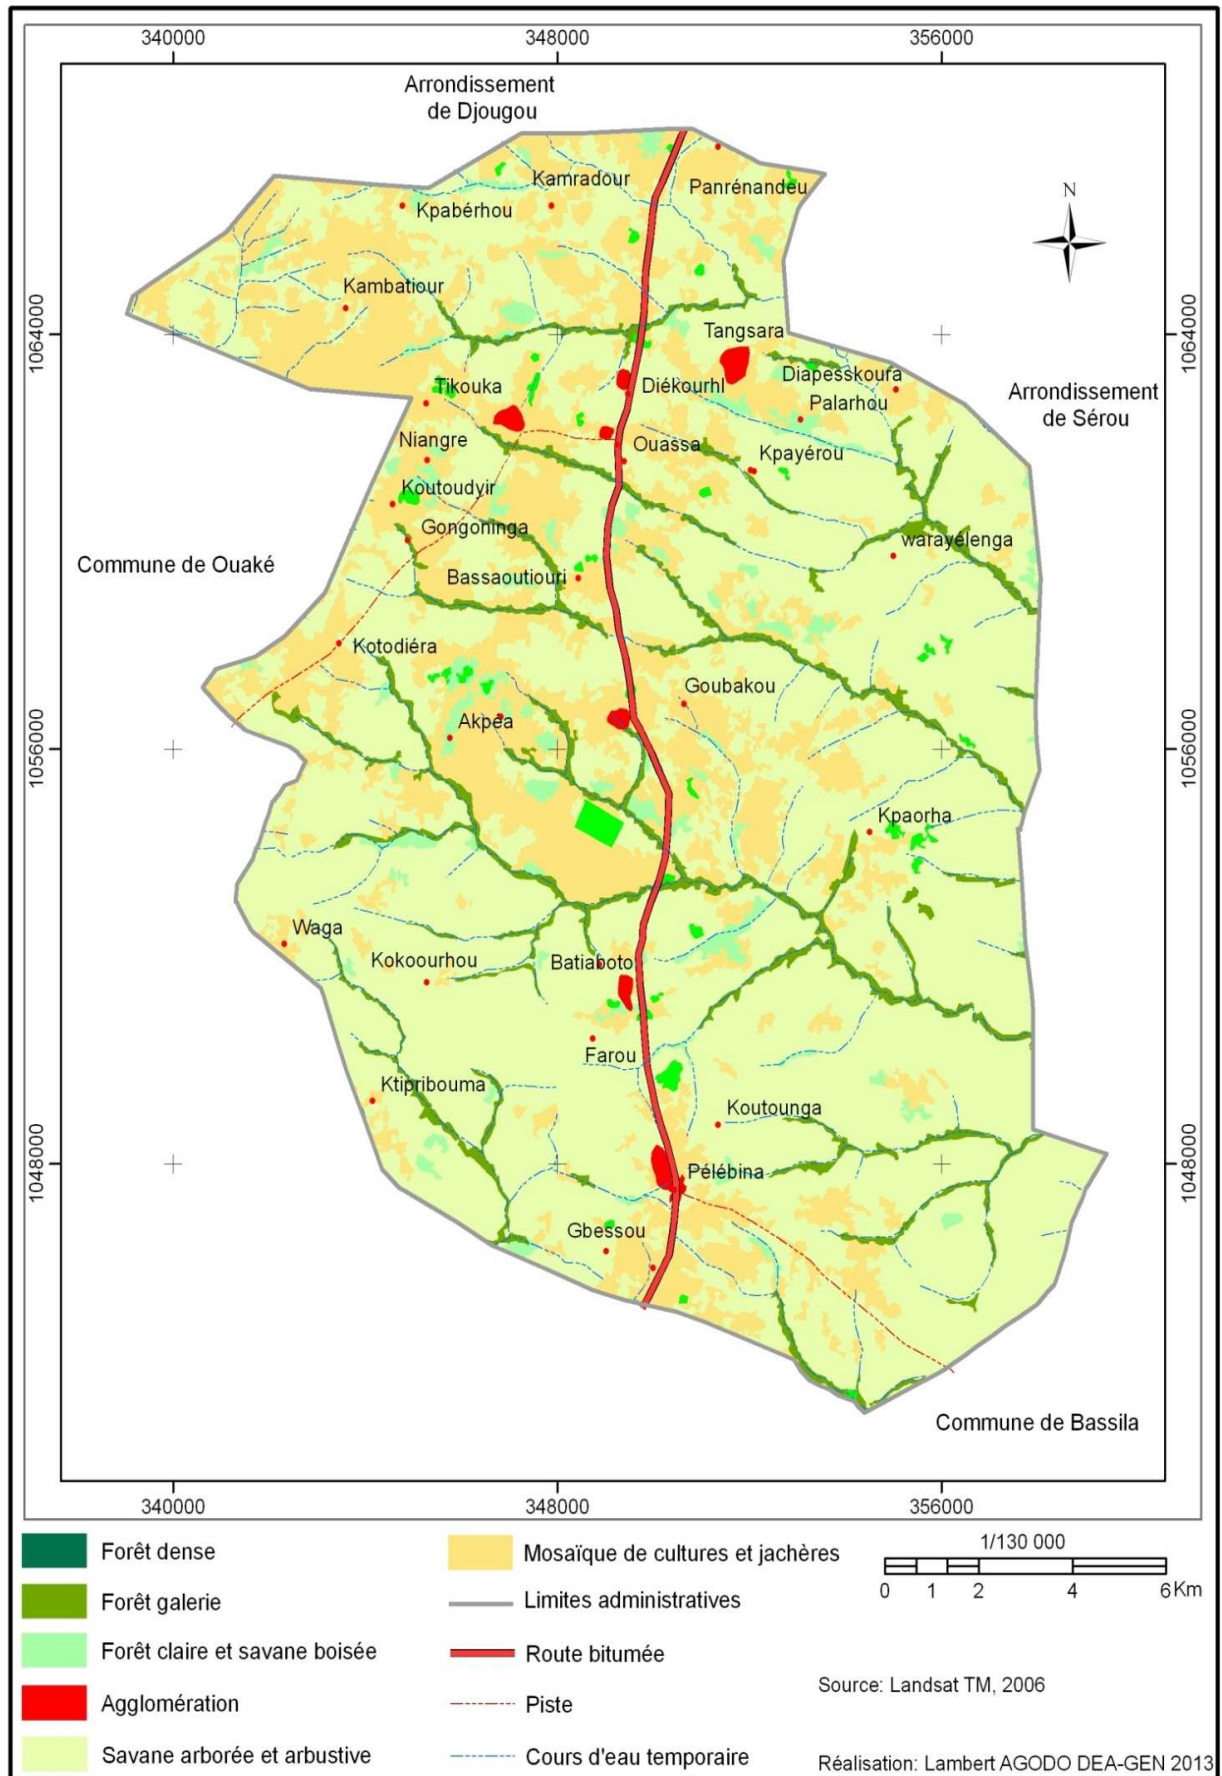 340000
348000
356000
Arrondissement
de Djougou
Kamradour
Panrénandeu
Kpabérhou
N
Kambatiour
1064000
1064000
Tangsara
Tikouka
Diékourhl
Diapesskoura
Palarhou
Arrondissement
de Sérou
Niangre
Ouassa
Kpayérou
Koutoudyir
Gongoninga
warayélenga
Commune de Ouaké
Bassaoutiouri
Kotodiéra
Goubakou
Akpéa
1056000
1056000
Kpaorha
Waga
Kokoourhou
Batiaboto
Farou
Ktipribouma
Koutounga
1048000
1048000
Pélébina
Gbessou
Commune de Bassila
340000
348000
356000
Forêt dense
Forêt galerie
Forêt claire et savane boisée
Agglomération
Savane arborée et arbustive
Mosaïque de cultures et jachères
Limites administratives
Route bitumée
Piste
Cours d'eau temporaire
1/130 000
0 1 2 4 6 Km
Source: Landsat TM, 2006
Réalisation: Lambert AGODO DEA-GEN 2013